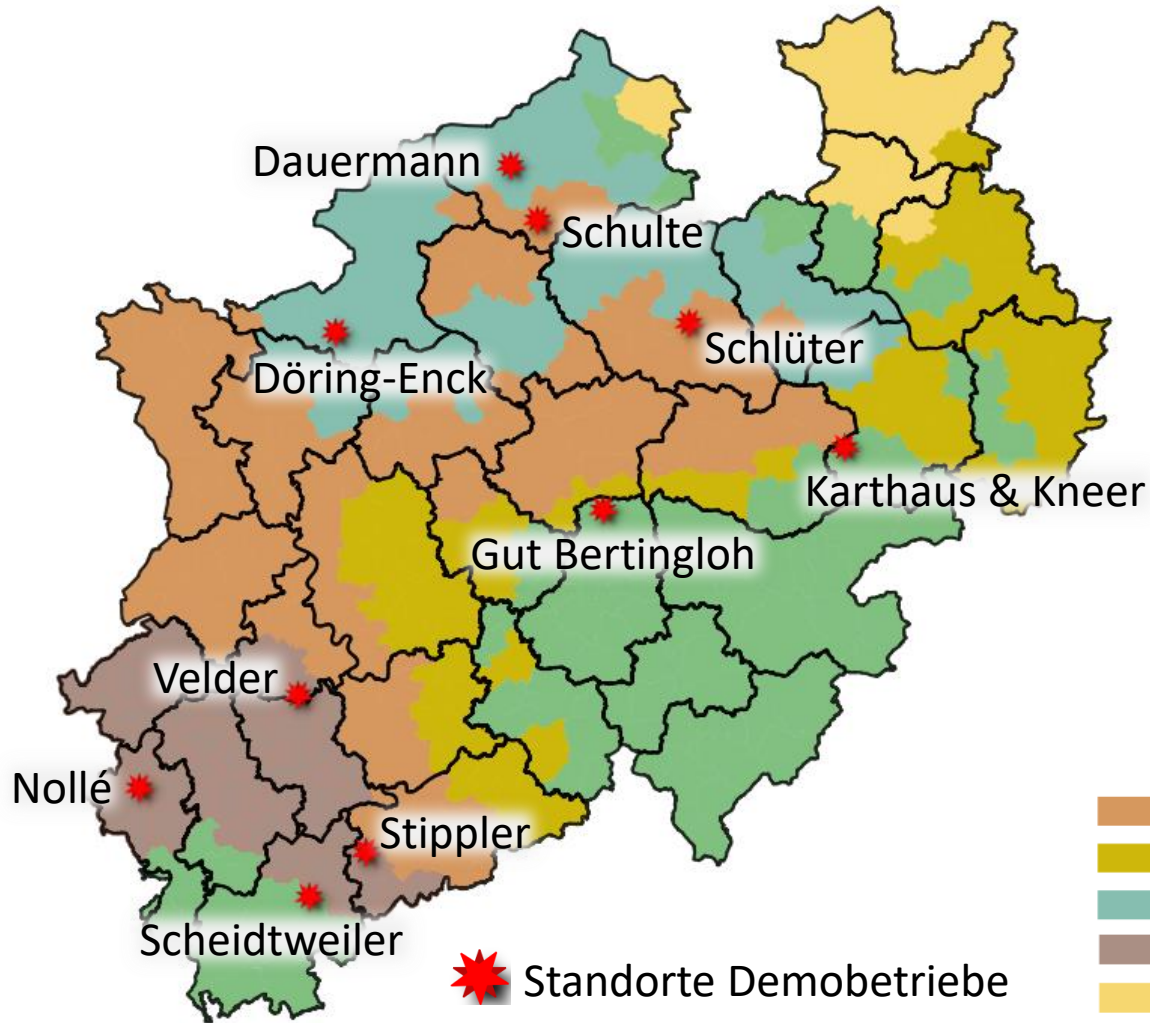 Dauermann
Schulte
Schlüter
Döring-Enck
Karthaus & Kneer
Gut Bertingloh
Velder
Nollé
Stippler
Scheidtweiler
Standorte Demobetriebe